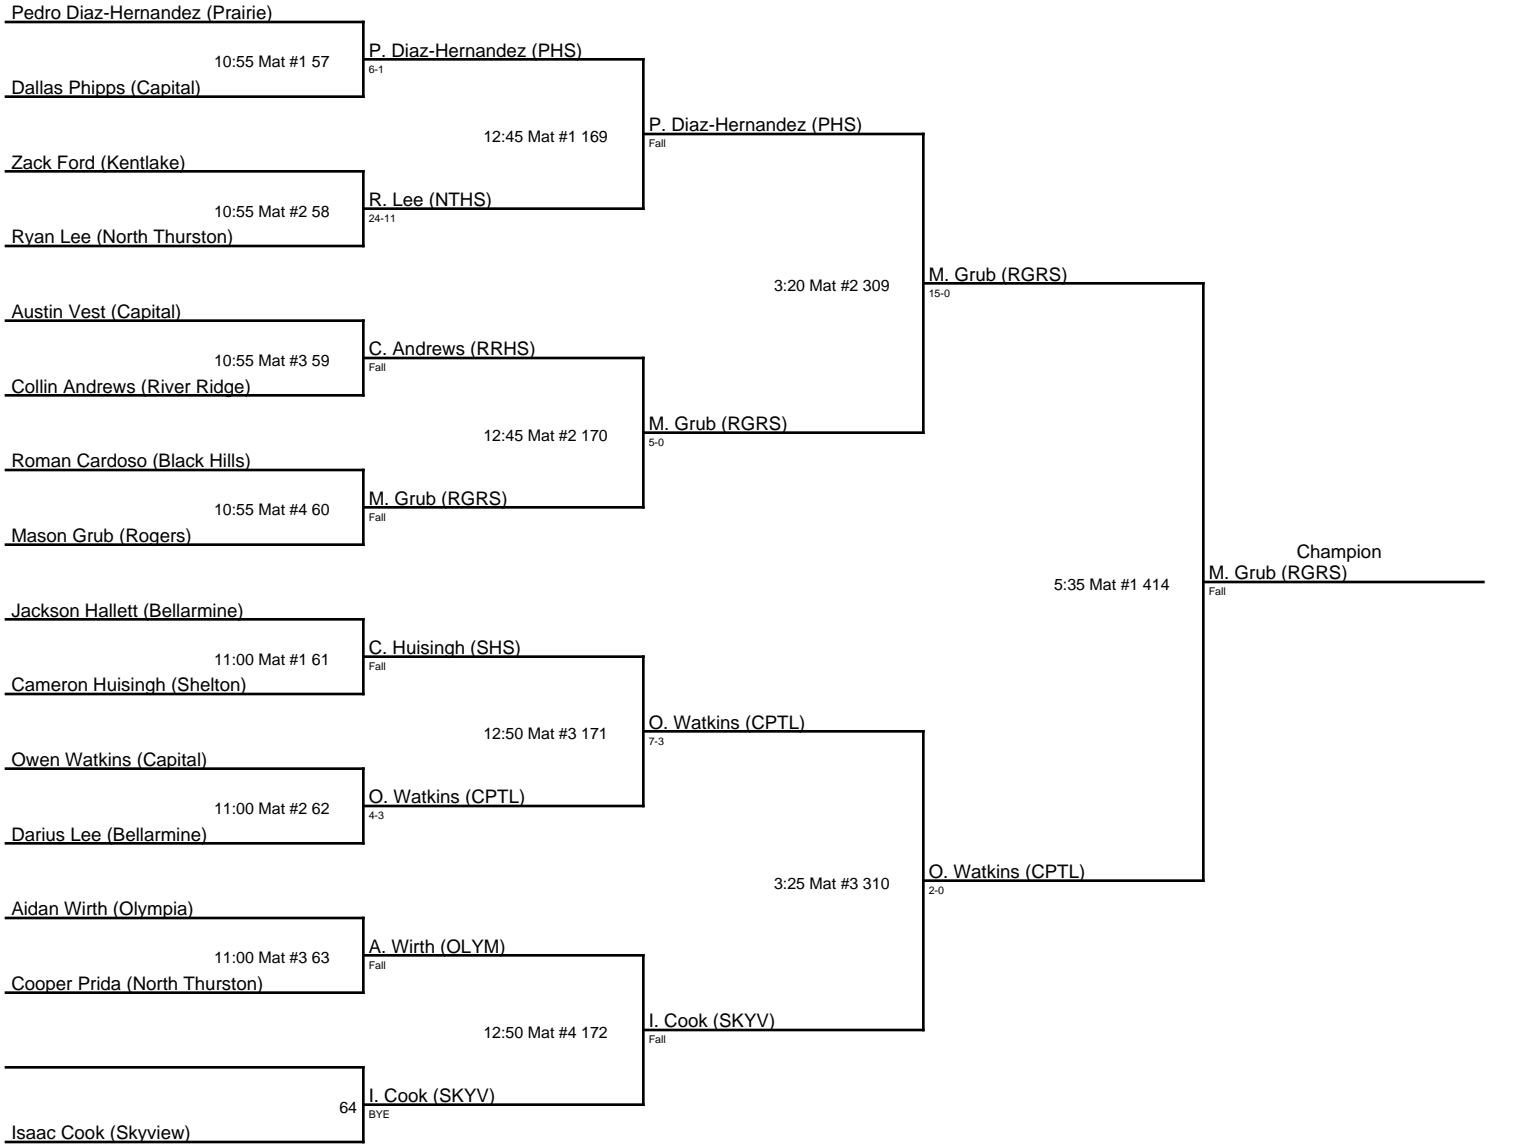 Pedro Diaz-Hernandez (Prairie)
10:55 Mat #1 57
Dallas Phipps (Capital)
P. Diaz-Hernandez (PHS)
6-1
12:45 Mat #1 169
Zack Ford (Kentlake)
10:55 Mat #2 58
Ryan Lee (North Thurston)
R. Lee (NTHS)
24-11
P. Diaz-Hernandez (PHS)
Fall
3:20 Mat #2 309
Austin Vest (Capital)
10:55 Mat #3 59
Collin Andrews (River Ridge)
C. Andrews (RRHS)
Fall
12:45 Mat #2 170
Roman Cardoso (Black Hills)
10:55 Mat #4 60
Mason Grub (Rogers)
M. Grub (RGRS)
Fall
M. Grub (RGRS)
5-0
M. Grub (RGRS)
15-0
5:35 Mat #1 414
Champion
M. Grub (RGRS)
Fall
Jackson Hallett (Bellarmine)
11:00 Mat #1 61
Cameron Huisingh (Shelton)
C. Huisingh (SHS)
Fall
12:50 Mat #3 171
Owen Watkins (Capital)
11:00 Mat #2 62
Darius Lee (Bellarmine)
O. Watkins (CPTL)
4-3
O. Watkins (CPTL)
7-3
3:25 Mat #3 310
O. Watkins (CPTL)
2-0
Aidan Wirth (Olympia)
11:00 Mat #3 63
Cooper Prida (North Thurston)
A. Wirth (OLYM)
Fall
12:50 Mat #4 172
I. Cook (SKYV)
Fall
64
Isaac Cook (Skyview)
I. Cook (SKYV)
BYE